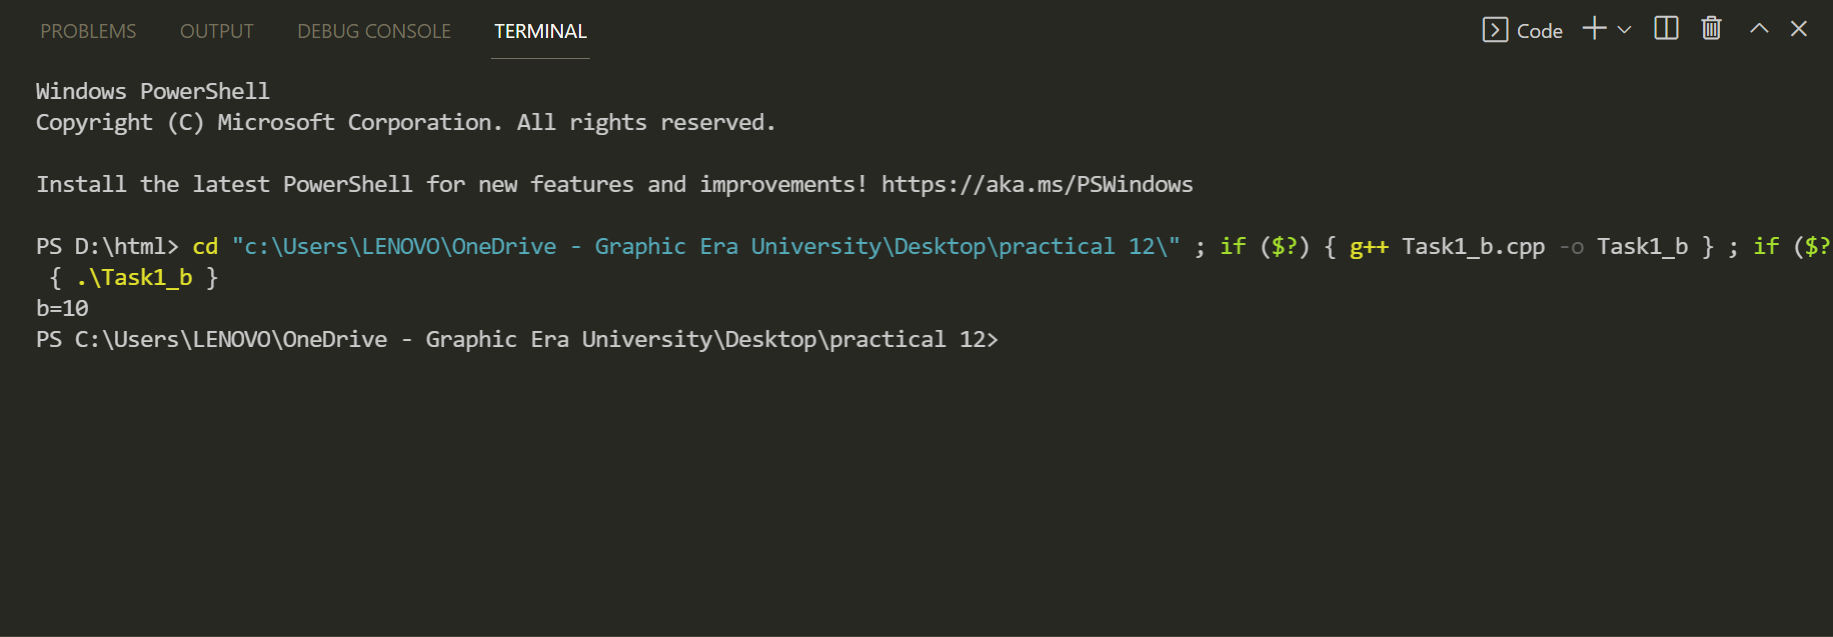 PROBLEMS OUTPUT DEBUG CONSOLE TERMINAL Code
Windows PowerShell
Copyright (C) Microsoft Corporation. All rights reserved.
Install the latest PowerShell for new features and improvements! https://aka.ms/PSWindows
PS D:\html> cd "c:\Users\LENOVO\OneDrive - Graphic Era University\Desktop\practical 12\" ; if ($?) { g++ Task1_b.cpp -o Task1_b } ; if ($?
{ .\Task1_b }
b=10
PS C:\Users\LENOVO\OneDrive - Graphic Era University\Desktop\practical 12>